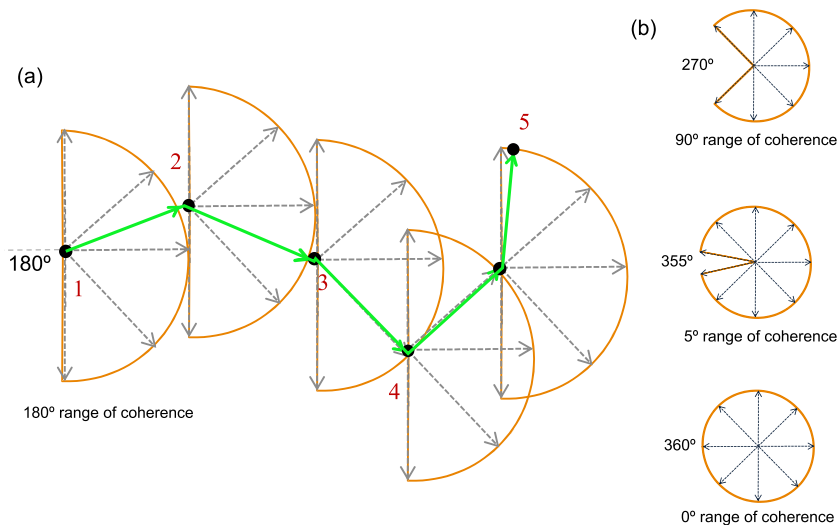 (a)
180º
1
2
3
4
5
180º range of coherence
(b)
270º
90º range of coherence
355º
5º range of coherence
360º
0º range of coherence